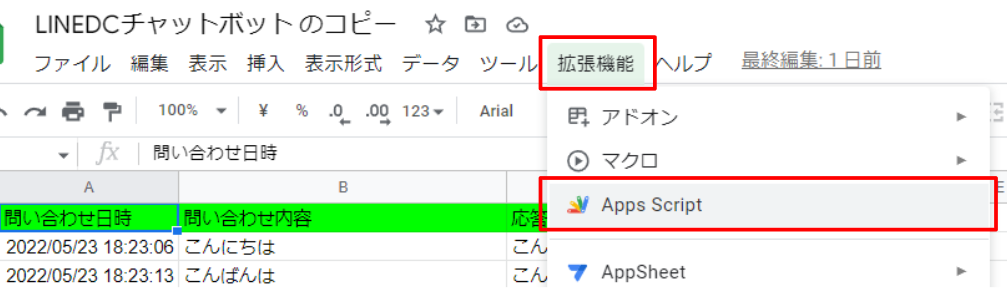 LINEDCチャットボット のコピー
ファイル 編集 表示 挿入 表示形式 データ ツール 拡張機能 ヘルプ 最終編集: 1 日前
100% ¥ % .0 .00 123 Arial
アドオン
fx 問い合わせ日時
マクロ
A B E
Apps Script
問い合わせ日時 問い合わせ内容 応答
2022/05/23 18:23:06 こんにちは こん
2022/05/23 18:23:13 こんばんは こん
AppSheet